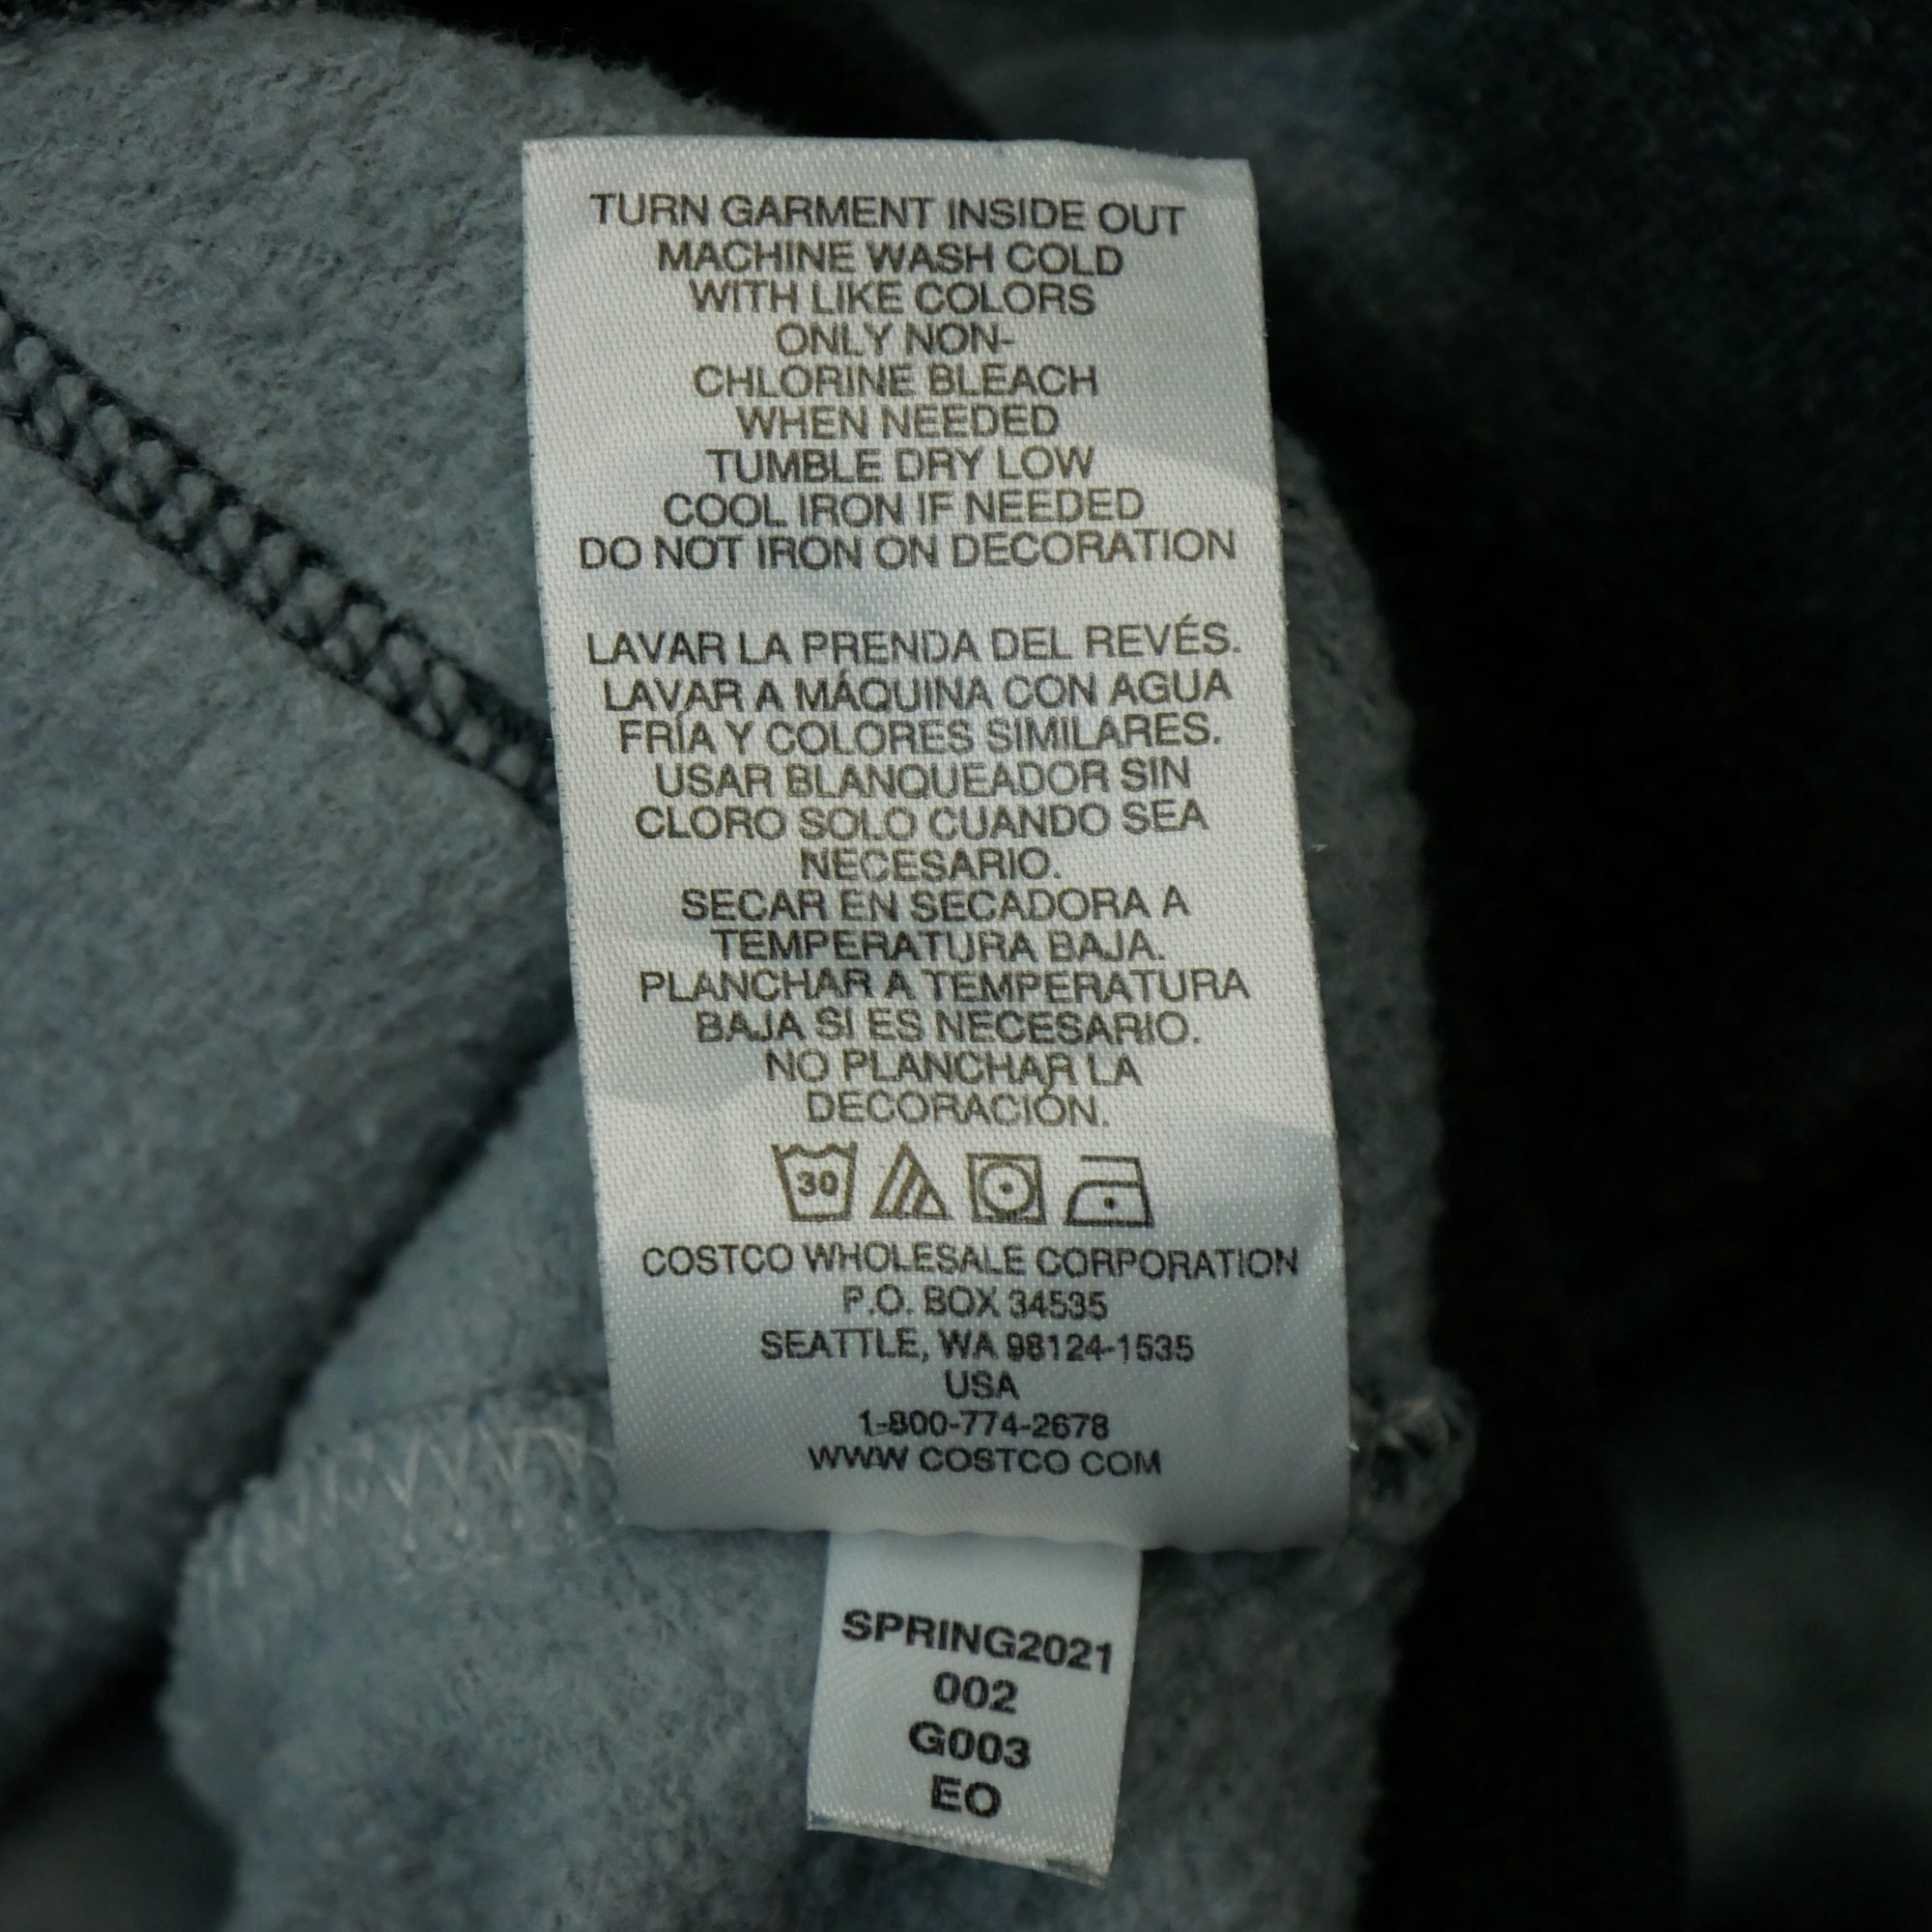 TURN GARMENT INSIDE OUT
MACHINE WASH COLD
WITH LIKE COLORS
ONLY NON-
CHLORINE BLEACH
WHEN NEEDED
TUMBLE DRY LOW
COOL IRON IF NEEDED
DO NOT IRON ON DECORATION
LAVAR LA PRENDA DEL REVÉS.
LAVAR A MÁQUINA CON AGUA
FRÍA Y COLORES SIMILARES.
USAR BLANQUEADOR SIN
CLORO SOLO CUANDO SEA
NECESARIO.
SECAR EN SECADORA A
TEMPERATURA BAJA.
PLANCHAR A TEMPERATURA
BAJA SI ES NECESARIO.
NO PLANCHAR LA
DECORACIÓN.
30
COSTCO WHOLESALE CORPORATION
P.O. BOX 34535
SEATTLE, WA 98124-1535
USA
1-800-774-2678
WWW COSTCO COM
SPRING2021
002
G003
EO